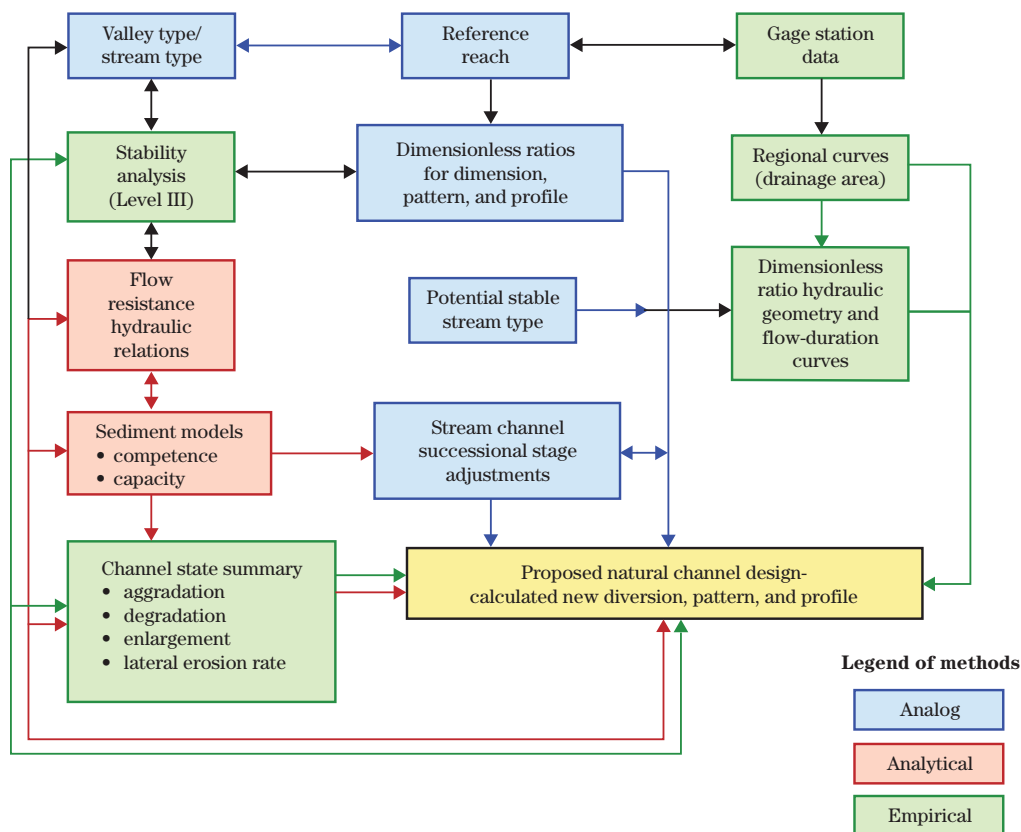 Valley type/
stream type
Reference
reach
Gage station
data
Stability
analysis
(Level III)
Dimensionless ratios
for dimension,
pattern, and profile
Regional curves
(drainage area)
Flow
resistance
hydraulic
relations
Potential stable
stream type
Dimensionless
ratio hydraulic
geometry and
flow-duration
curves
Sediment models
• competence
• capacity
Stream channel
successional stage
adjustments
Channel state summary
• aggradation
• degradation
• enlargement
• lateral erosion rate
Proposed natural channel design-
calculated new diversion, pattern, and profile
Legend of methods
Analog
Analytical
Empirical